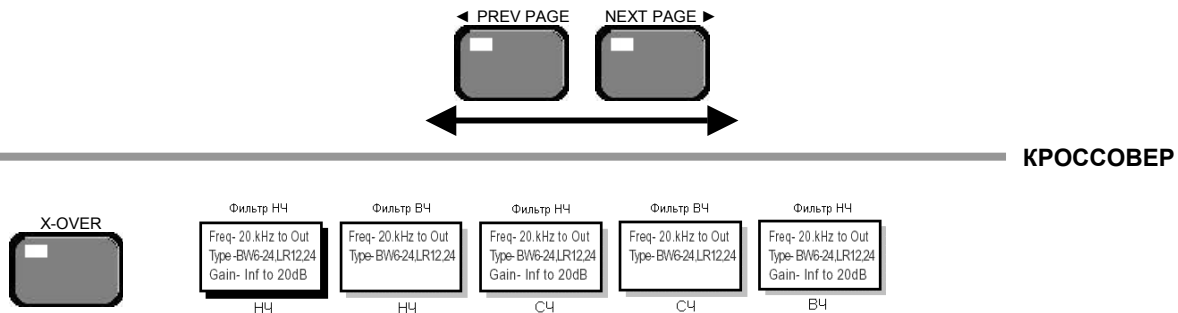 ◄ PREV PAGE NEXT PAGE ►
КРОССОВЕР
X-OVER
Фильтр НЧ
Freq- 20.kHz to Out
Type -BW6-24,LR12,24
Gain- Inf to 20dB
НЧ
Фильтр ВЧ
Freq- 20.kHz to Out
Type- BW6-24,LR12,24
НЧ
Фильтр НЧ
Freq- 20.kHz to Out
Type- BW6-24,LR12,24
Gain- Inf to 20dB
СЧ
Фильтр ВЧ
Freq- 20.kHz to Out
Type- BW6-24,LR12,24
СЧ
Фильтр НЧ
Freq- 20.kHz to Out
Type- BW6-24,LR12,24
Gain- Inf to 20dB
ВЧ